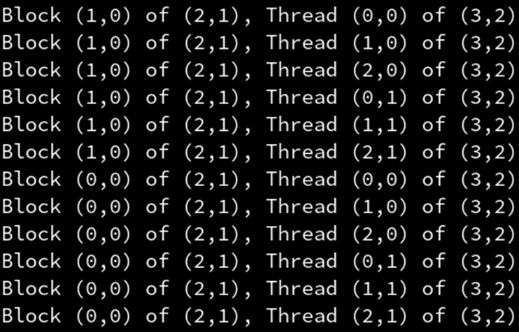 Block (1,0) of (2,1), Thread (0,0) of (3,2)
Block (1,0) of (2,1), Thread (1,0) of (3,2)
Block (1,0) of (2,1), Thread (2,0) of (3,2)
Block (1,0) of (2,1), Thread (0,1) of (3,2)
Block (1,0) of (2,1), Thread (1,1) of (3,2)
Block (1,0) of (2,1), Thread (2,1) of (3,2)
Block (0,0) of (2,1), Thread (0,0) of (3,2)
Block (0,0) of (2,1), Thread (1,0) of (3,2)
Block (0,0) of (2,1), Thread (2,0) of (3,2)
Block (0,0) of (2,1), Thread (0,1) of (3,2)
Block (0,0) of (2,1), Thread (1,1) of (3,2)
Block (0,0) of (2,1), Thread (2,1) of (3,2)